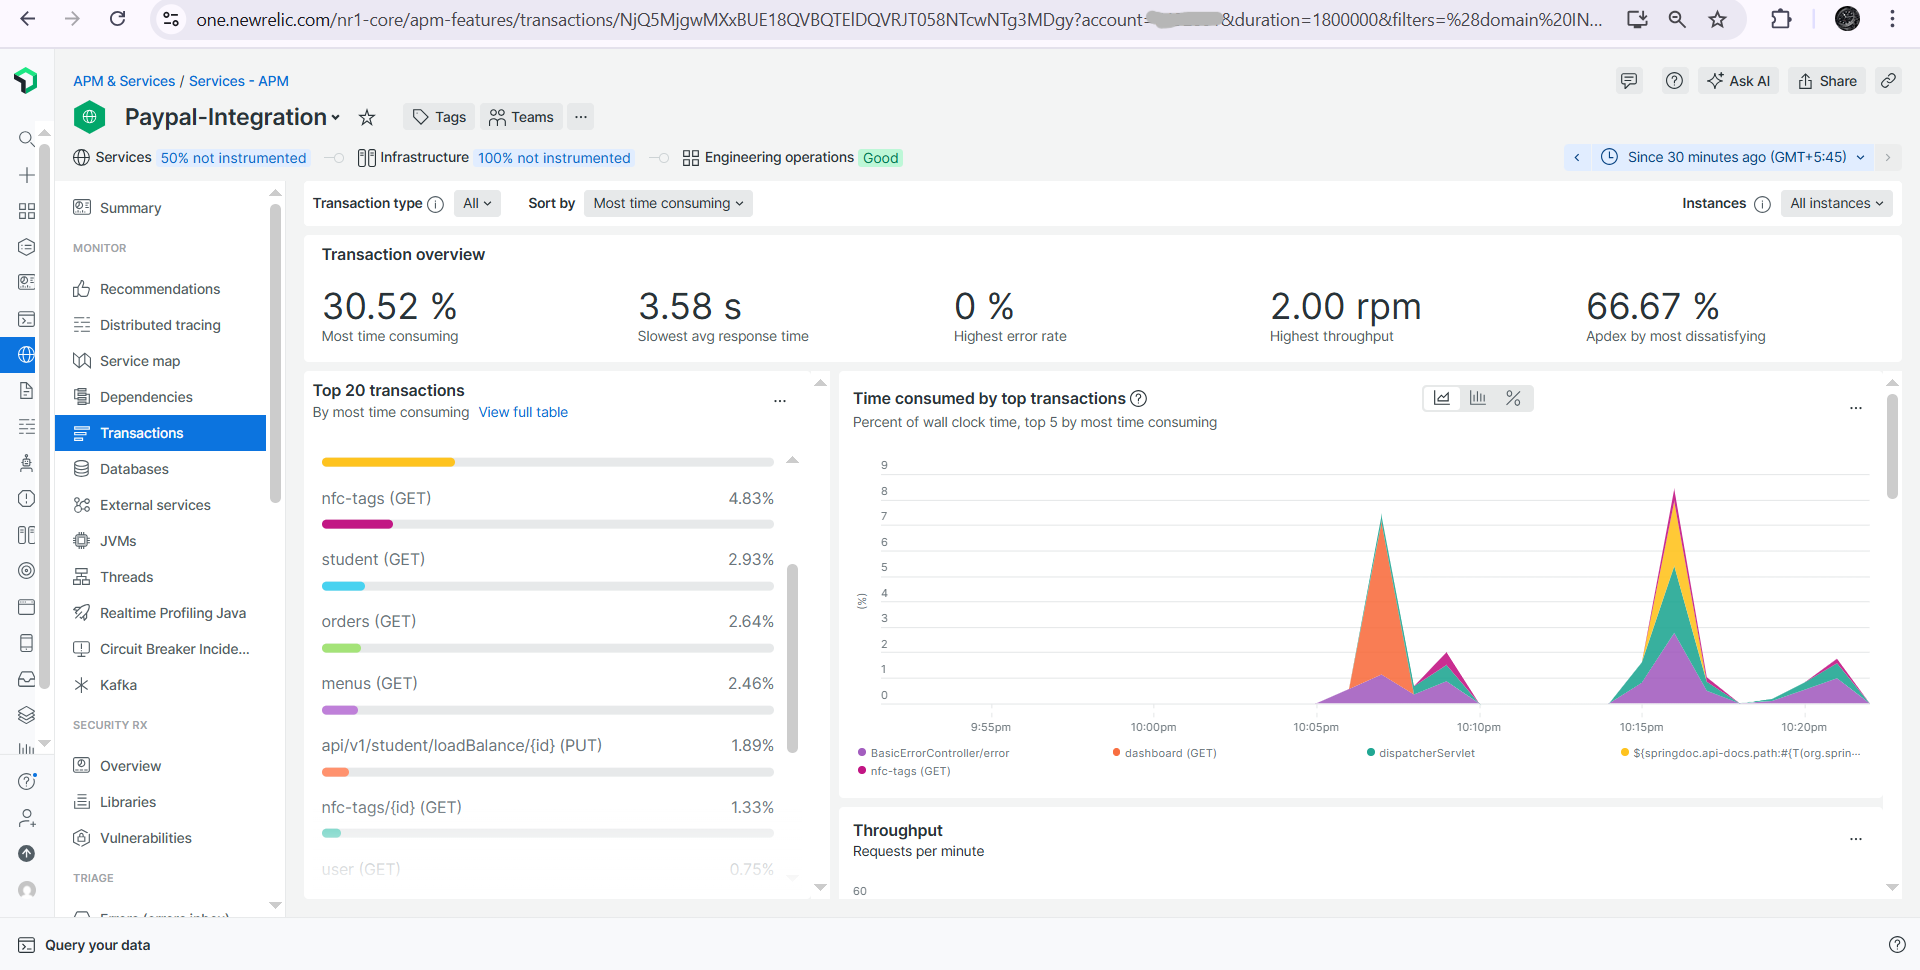 one.newrelic.com/nr1-core/apm-features/transactions/NjQ5MjgwMXxBUE18QVBQTElDQVRJT058NTcwNTg3MDgy?account=&duration=1800000&filters=%28domain%20IN...
APM & Services / Services - APM
Ask AI
Share
Paypal-Integration
Tags
Teams
...
Services 50% not instrumented
Infrastructure 100% not instrumented
Engineering operations Good
Since 30 minutes ago (GMT+5:45)
Summary
MONITOR
Recommendations
Distributed tracing
Service map
Dependencies
Transactions
Databases
External services
JVMs
Threads
Realtime Profiling Java
Circuit Breaker Incide...
Kafka
SECURITY RX
Overview
Libraries
Vulnerabilities
TRIAGE
Errors (errors inbox)
Transaction type All
Sort by Most time consuming
Instances All instances
Transaction overview
30.52 %
Most time consuming
3.58 s
Slowest avg response time
0 %
Highest error rate
2.00 rpm
Highest throughput
66.67 %
Apdex by most dissatisfying
Top 20 transactions
...
By most time consuming View full table
nfc-tags (GET) 4.83%
student (GET) 2.93%
orders (GET) 2.64%
menus (GET) 2.46%
api/v1/student/loadBalance/{id} (PUT) 1.89%
nfc-tags/{id} (GET) 1.33%
user (GET) 0.75%
Time consumed by top transactions
%
...
Percent of wall clock time, top 5 by most time consuming
9
8
7
6
5
4
3
2
1
0
(%)
9:55pm 10:00pm 10:05pm 10:10pm 10:15pm 10:20pm
BasicErrorController/error
dashboard (GET)
dispatcherServlet
${springdoc.api-docs.path:#{T(org.sprin...
nfc-tags (GET)
Throughput
...
Requests per minute
60
Query your data